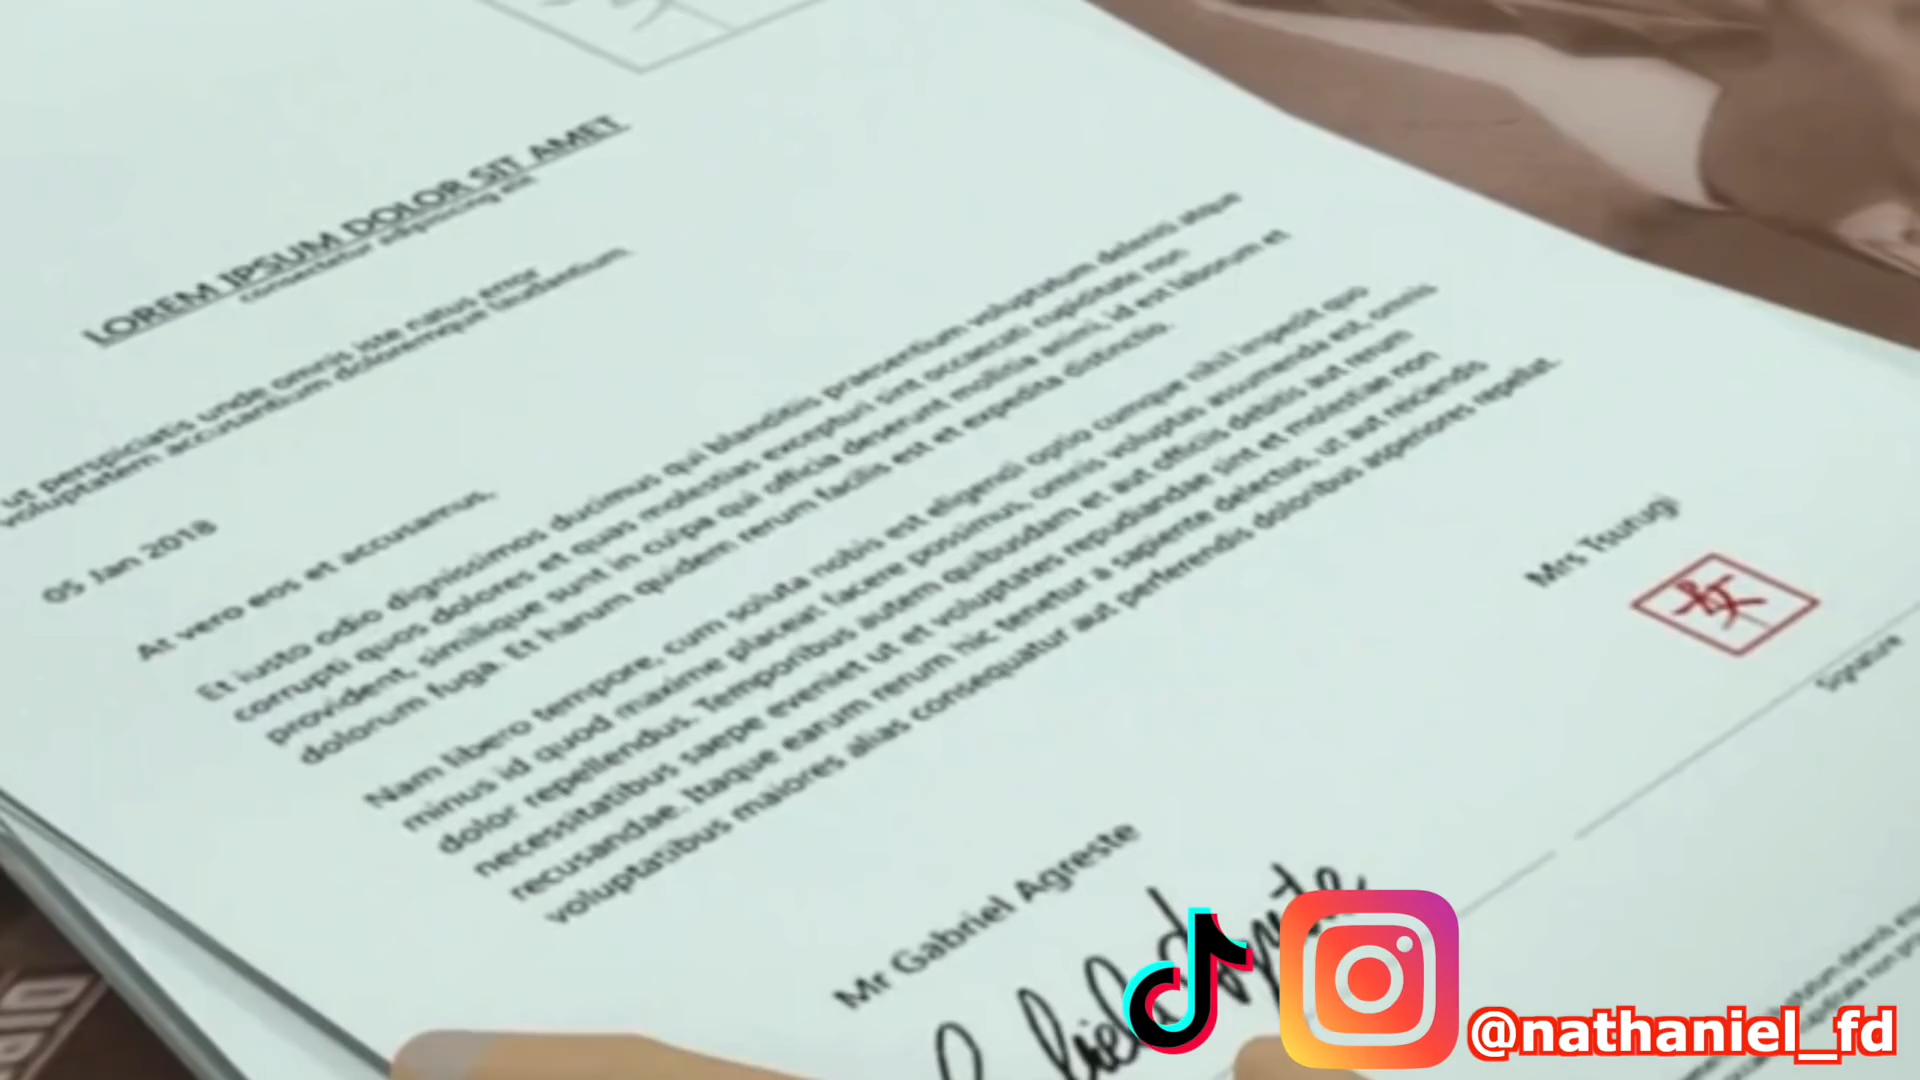 LOREM IPSUM DOLOR SIT AMET
consectetur adipiscing elit
ut perspiciatis unde omnis iste natus error
voluptatem accusantium doloremque laudantium.
05 Jan 2018
At vero eos et accusamus,
Et iusto odio dignissimos ducimus qui blanditiis praesentium voluptatum deleniti atque
corrupti quos dolores et quas molestias excepturi sint occaecati cupiditate non
provident, similique sunt in culpa qui officia deserunt mollitia animi, id est laborum et
dolorum fuga. Et harum quidem rerum facilis est et expedita distinctio.
Nam libero tempore, cum soluta nobis est eligendi optio cumque nihil impedit quo
minus id quod maxime placeat facere possimus, omnis voluptas assumenda est, omnis
dolor repellendus. Temporibus autem quibusdam et aut officiis debitis aut rerum
necessitatibus saepe eveniet ut et voluptates repudiandae sint et molestiae non
recusandae. Itaque earum rerum hic tenetur a sapiente delectus, ut aut reiciendis
voluptatibus maiores alias consequatur aut perferendis doloribus asperiores repellat.
Mr Gabriel Agreste
Mrs Tsurugi
Signature
@nathaniel_fd